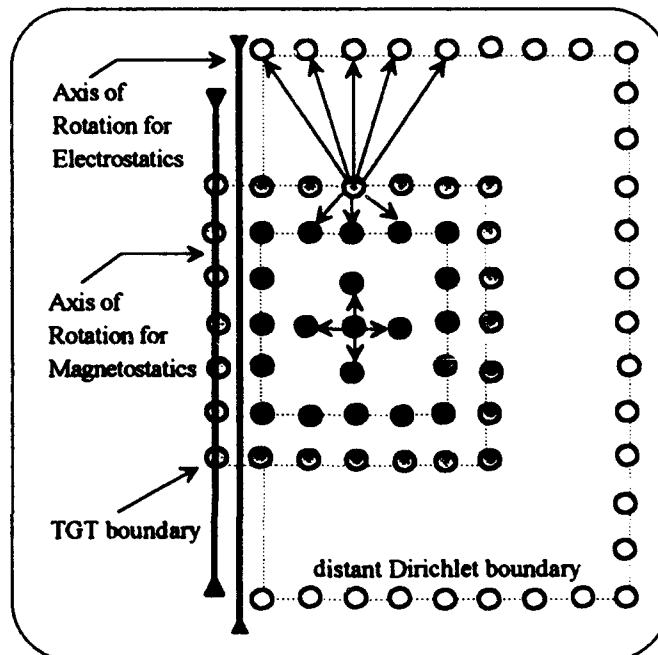 Axis of
Rotation for
Electrostatics
Axis of
Rotation for
Magnetostatics
TGT boundary
distant Dirichlet boundary